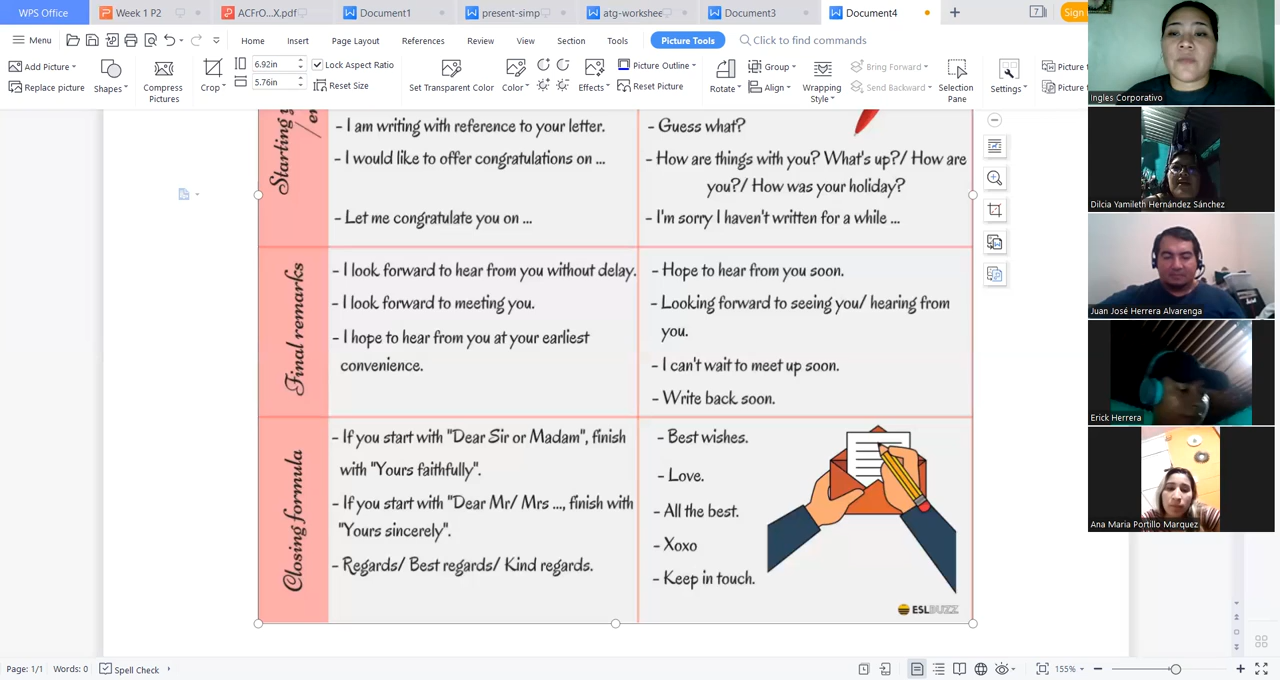 WPS Office
Week 1 P2
ACFrO...X.pdf
Document1
present-simp
atg-workshee
Document3
Document4
7
Sign
Menu
Home
Insert
Page Layout
References
Review
View
Section
Tools
Picture Tools
Click to find commands
Add Picture
Replace picture
Shapes
Compress Pictures
Crop
6.92in
5.76in
Lock Aspect Ratio
Reset Size
Set Transparent Color
Color
Effects
Picture Outline
Reset Picture
Rotate
Group
Align
Wrapping Style
Bring Forward
Send Backward
Selection Pane
Settings
Picture
Picture
Starting
- I am writing with reference to your letter.
- I would like to offer congratulations on ...
- Let me congratulate you on ...
- Guess what?
- How are things with you? What's up?/ How are
you?/ How was your holiday?
- I'm sorry I haven't written for a while ...
Final remarks
- I look forward to hear from you without delay.
- I look forward to meeting you.
- I hope to hear from you at your earliest
convenience.
- Hope to hear from you soon.
- Looking forward to seeing you/ hearing from
you.
- I can't wait to meet up soon.
- Write back soon.
Closing formula
- If you start with "Dear Sir or Madam", finish
with "Yours faithfully".
- If you start with "Dear Mr/ Mrs ..., finish with
"Yours sincerely".
- Regards/ Best regards/ Kind regards.
- Best wishes.
- Love.
- All the best.
- Xoxo
- Keep in touch.
ESLBUZZ
Ingles Corporativo
Dilcia Yamileth Hernández Sánchez
Juan José Herrera Alvarenga
Erick Herrera
Ana Maria Portillo Marquez
Page: 1/1
Words: 0
Spell Check
155%